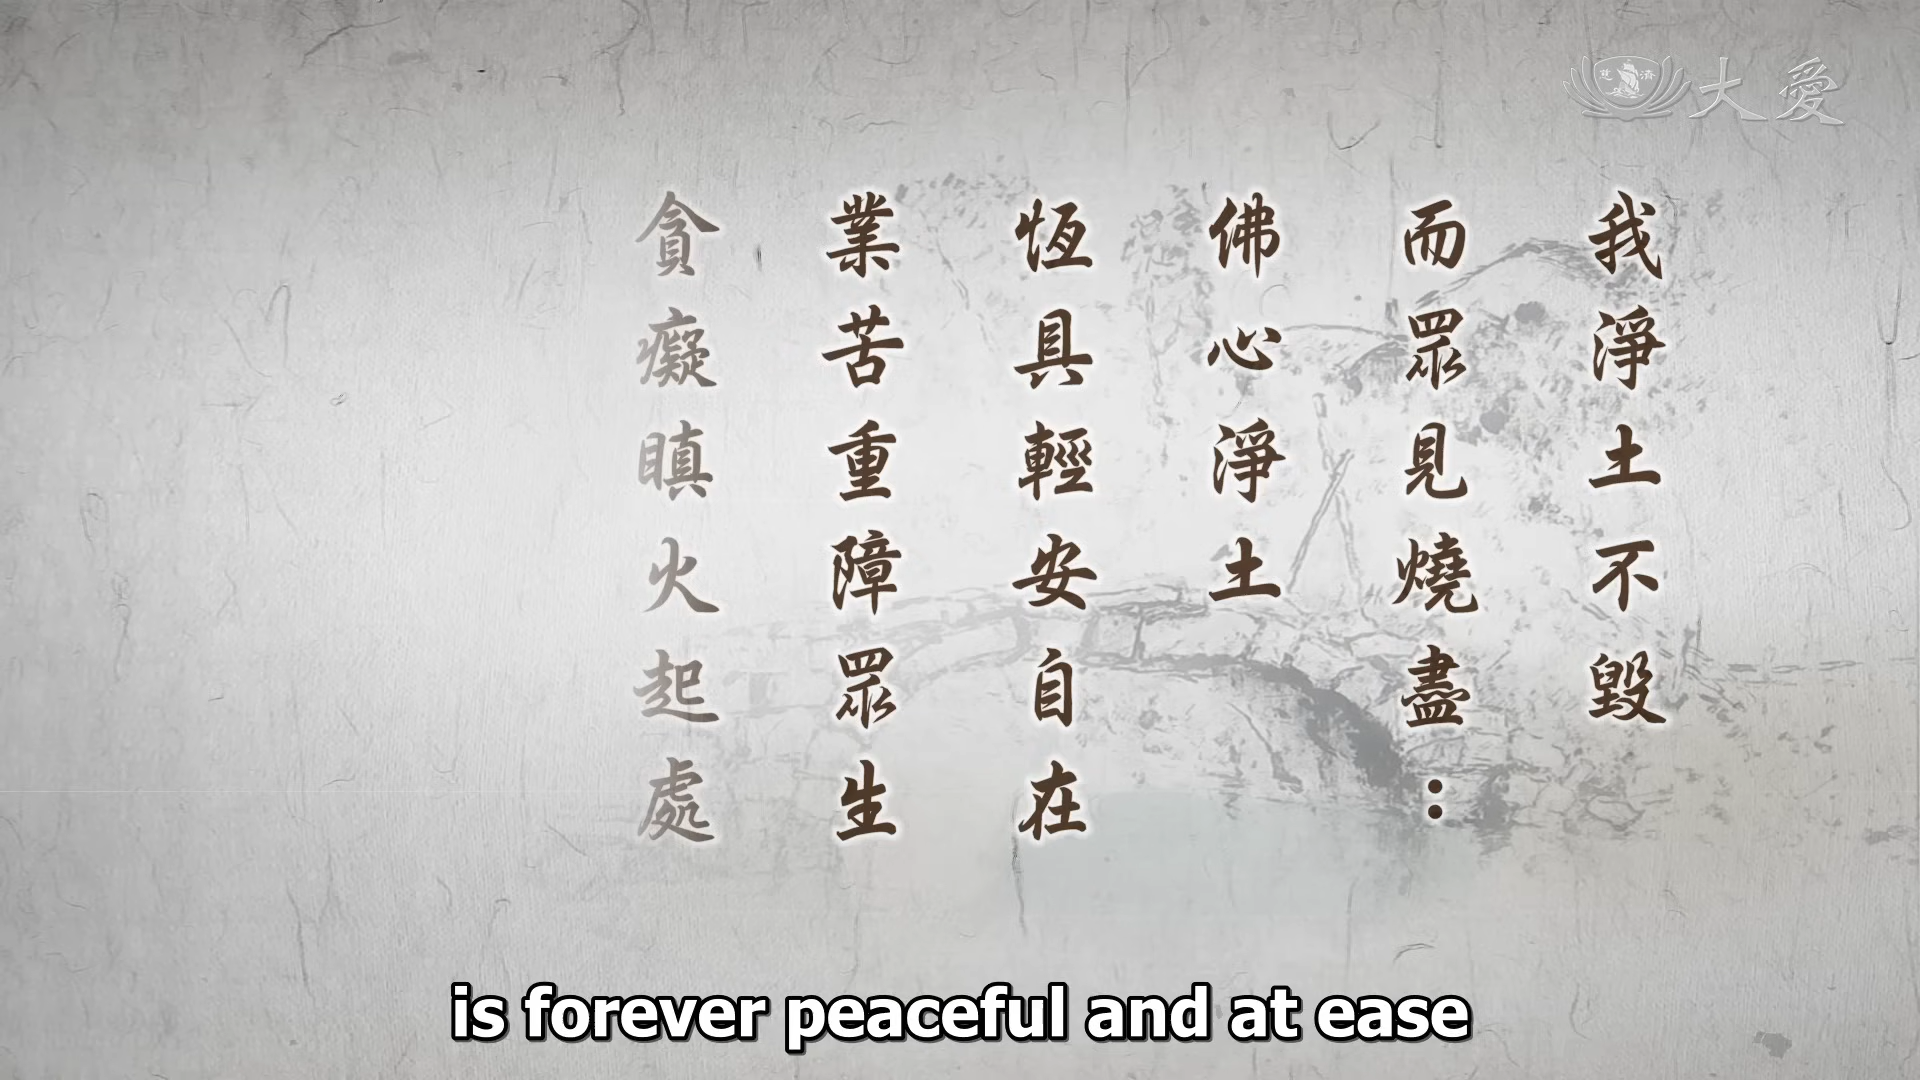 慈濟
大愛
我淨土不毀
而眾見燒盡：
佛心淨土
恆具輕安自在
業苦重障眾生
貪癡瞋火起處
is forever peaceful and at ease